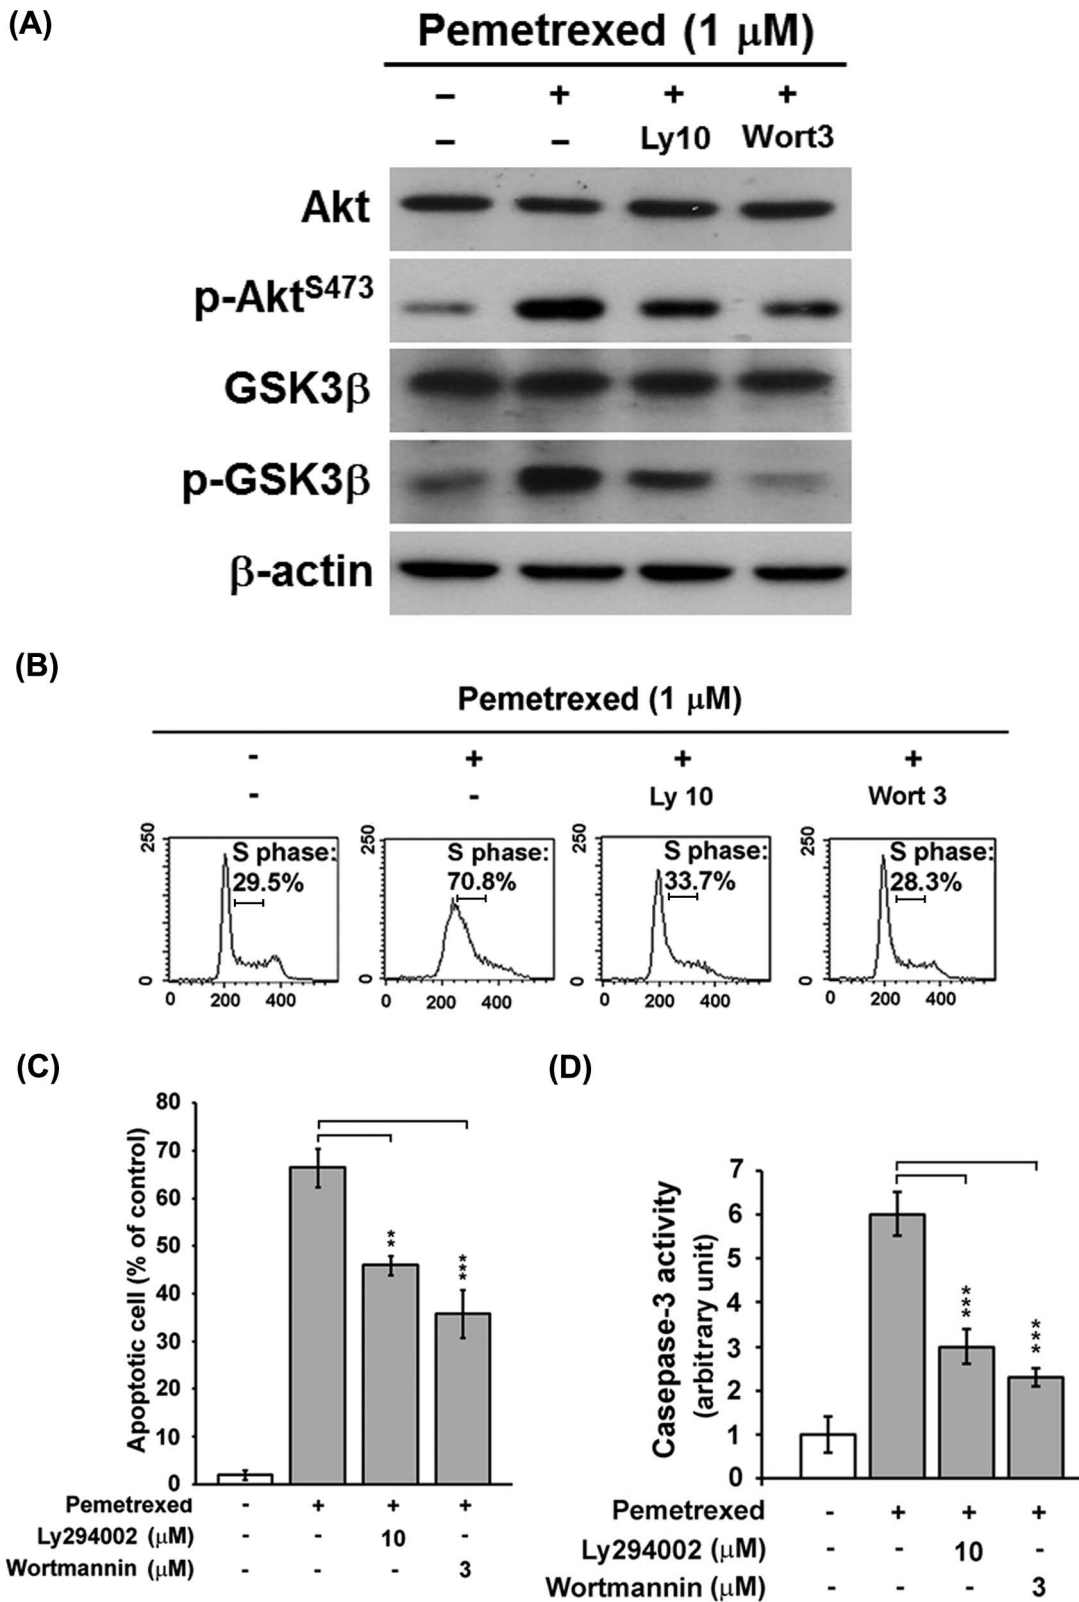 (A)
Pemetrexed (1 μM)
– + + +
– – Ly10 Wort3
Akt
p-Akt^S473
GSK3β
p-GSK3β
β-actin
(B)
Pemetrexed (1 μM)
- + + +
- - Ly 10 Wort 3
250 250 250 250
S phase: S phase: S phase: S phase:
29.5% 70.8% 33.7% 28.3%
0 0 0 0
0 200 400 0 200 400 0 200 400 0 200 400
(C)
Apoptotic cell (% of control)
80
70
60
50
40
30
20
10
0
**
***
Pemetrexed - + + +
Ly294002 (μM) - - 10 -
Wortmannin (μM) - - - 3
(D)
Casepase-3 activity
(arbitrary unit)
7
6
5
4
3
2
1
0
***
***
Pemetrexed - + + +
Ly294002 (μM) - - 10 -
Wortmannin (μM) - - - 3